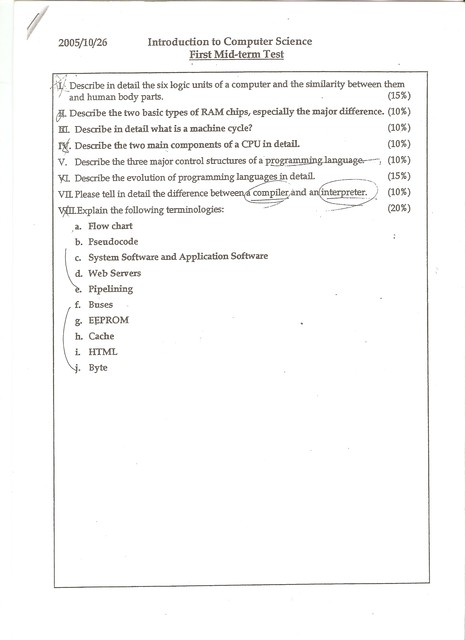 2005/10/26 Introduction to Computer Science
First Mid-term Test
I. Describe in detail the six logic units of a computer and the similarity between them
and human body parts. (15%)
II. Describe the two basic types of RAM chips, especially the major difference. (10%)
III. Describe in detail what is a machine cycle? (10%)
IV. Describe the two main components of a CPU in detail. (10%)
V. Describe the three major control structures of a programming language. (10%)
VI. Describe the evolution of programming languages in detail. (15%)
VII. Please tell in detail the difference between a compiler and an interpreter. (10%)
VIII. Explain the following terminologies: (20%)
a. Flow chart
b. Pseudocode
c. System Software and Application Software
d. Web Servers
e. Pipelining
f. Buses
g. EEPROM
h. Cache
i. HTML
j. Byte